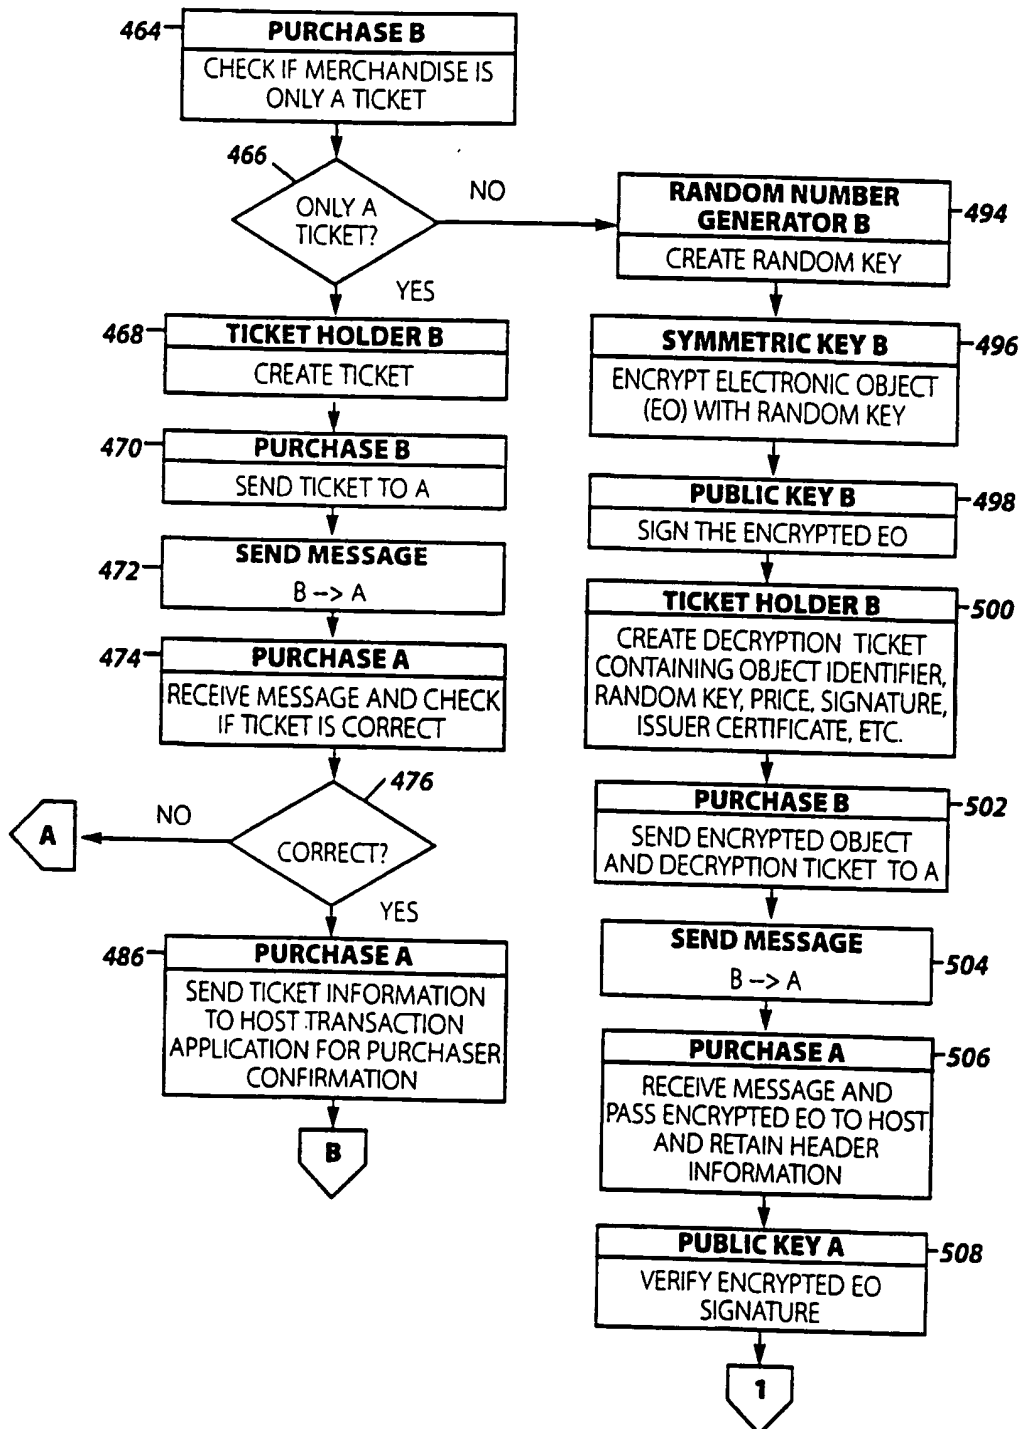 464
PURCHASE B
CHECK IF MERCHANDISE IS
ONLY A TICKET
466
ONLY A
TICKET?
NO
YES
468
TICKET HOLDER B
CREATE TICKET
470
PURCHASE B
SEND TICKET TO A
472
SEND MESSAGE
B --> A
474
PURCHASE A
RECEIVE MESSAGE AND CHECK
IF TICKET IS CORRECT
476
CORRECT?
NO
A
YES
486
PURCHASE A
SEND TICKET INFORMATION
TO HOST TRANSACTION
APPLICATION FOR PURCHASER
CONFIRMATION
B
RANDOM NUMBER
GENERATOR B
494
CREATE RANDOM KEY
SYMMETRIC KEY B
496
ENCRYPT ELECTRONIC OBJECT
(EO) WITH RANDOM KEY
PUBLIC KEY B
498
SIGN THE ENCRYPTED EO
TICKET HOLDER B
500
CREATE DECRYPTION TICKET
CONTAINING OBJECT IDENTIFIER,
RANDOM KEY, PRICE, SIGNATURE,
ISSUER CERTIFICATE, ETC.
PURCHASE B
502
SEND ENCRYPTED OBJECT
AND DECRYPTION TICKET TO A
SEND MESSAGE
504
B --> A
PURCHASE A
506
RECEIVE MESSAGE AND
PASS ENCRYPTED EO TO HOST
AND RETAIN HEADER
INFORMATION
PUBLIC KEY A
508
VERIFY ENCRYPTED EO
SIGNATURE
1